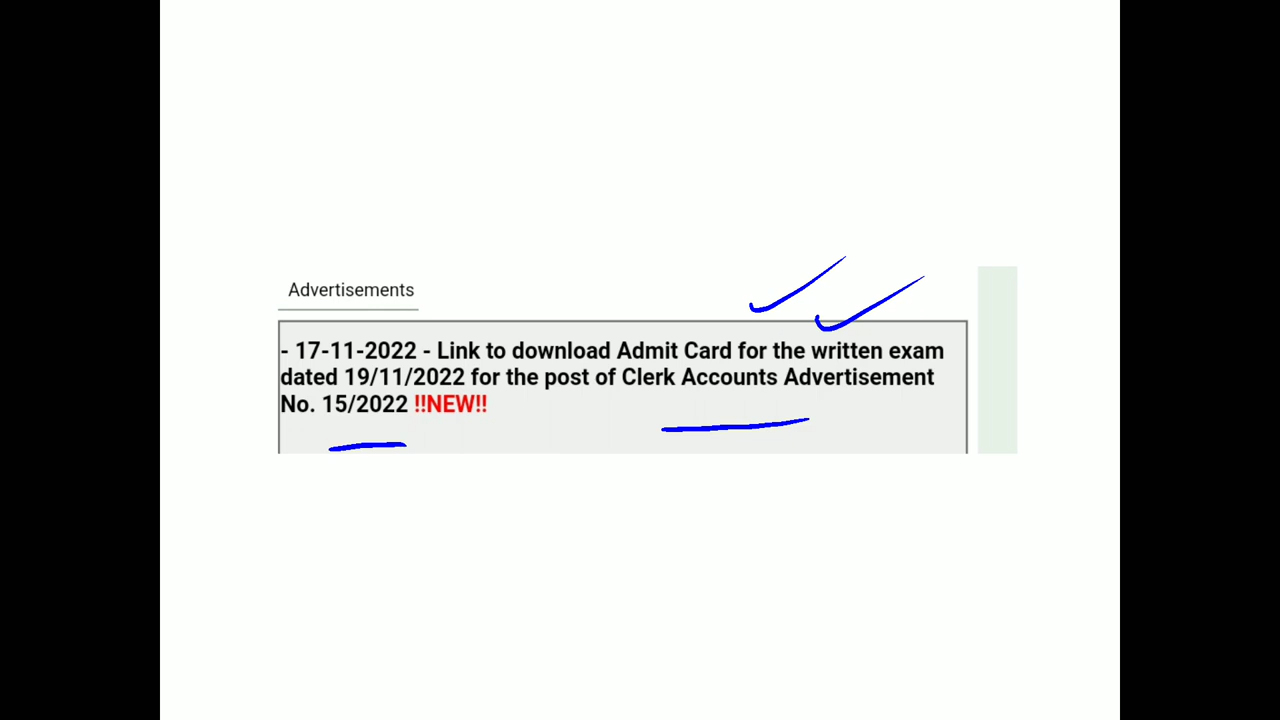 Advertisements
- 17-11-2022 - Link to download Admit Card for the written exam
dated 19/11/2022 for the post of Clerk Accounts Advertisement
No. 15/2022 !!NEW!!